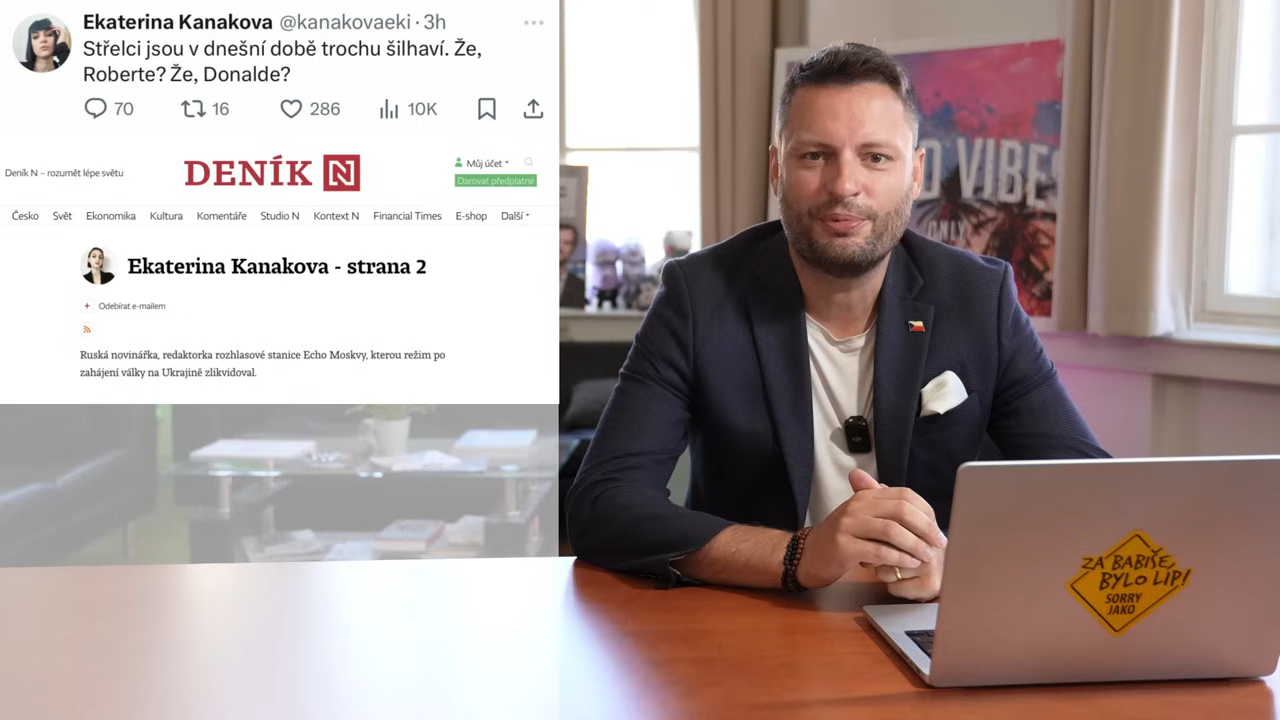 Ekaterina Kanakova @kanakovaeki · 3h
Střelci jsou v dnešní době trochu šilhaví. Že,
Roberte? Že, Donalde?
70 16 286 10K
Deník N – rozumět lépe světu
DENÍK N
Můj účet
Darovat předplatné
Česko Svět Ekonomika Kultura Komentáře Studio N Kontext N Financial Times E-shop Další
Ekaterina Kanakova - strana 2
+ Odebírat e-mailem
Ruská novinářka, redaktorka rozhlasové stanice Echo Moskvy, kterou režim po
zahájení války na Ukrajině zlikvidoval.
VIBES
ONLY
ZA BABIŠE,
BYLO LÍP!
SORRY
JAKO